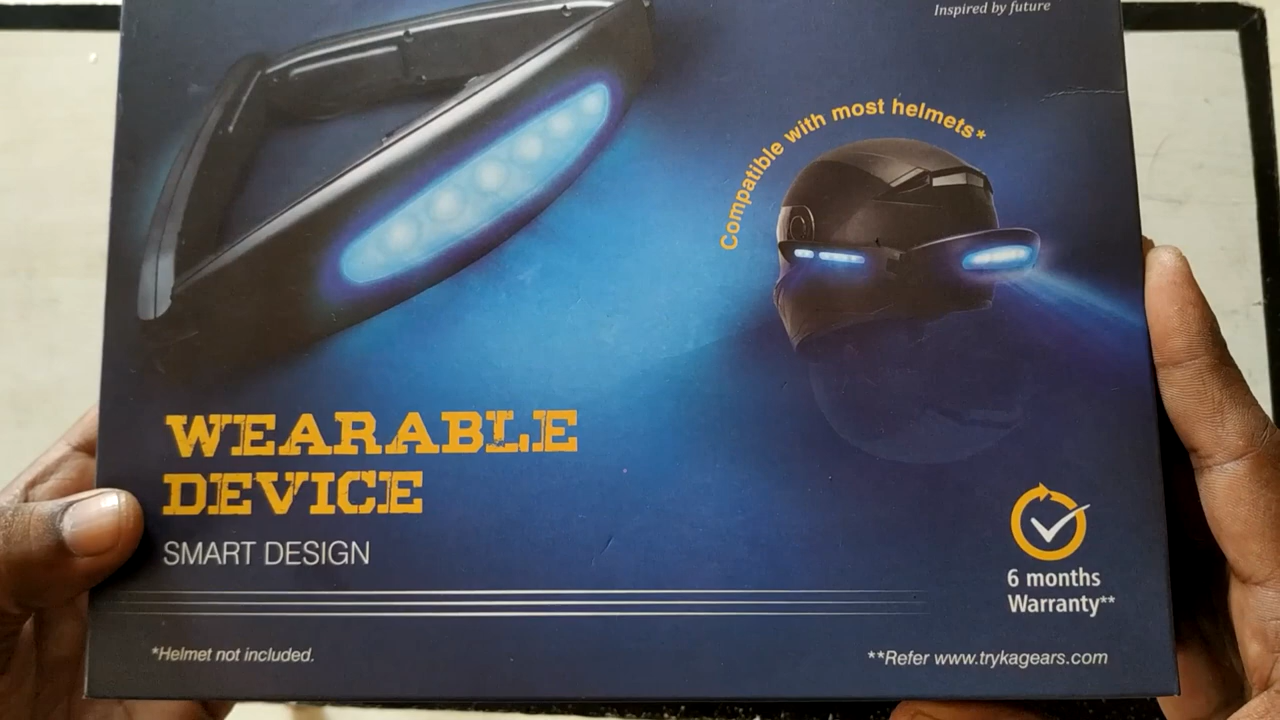 Inspired by future
Compatible with most helmets*
WEARABLE
DEVICE
SMART DESIGN
6 months
Warranty**
*Helmet not included.
**Refer www.trykagears.com